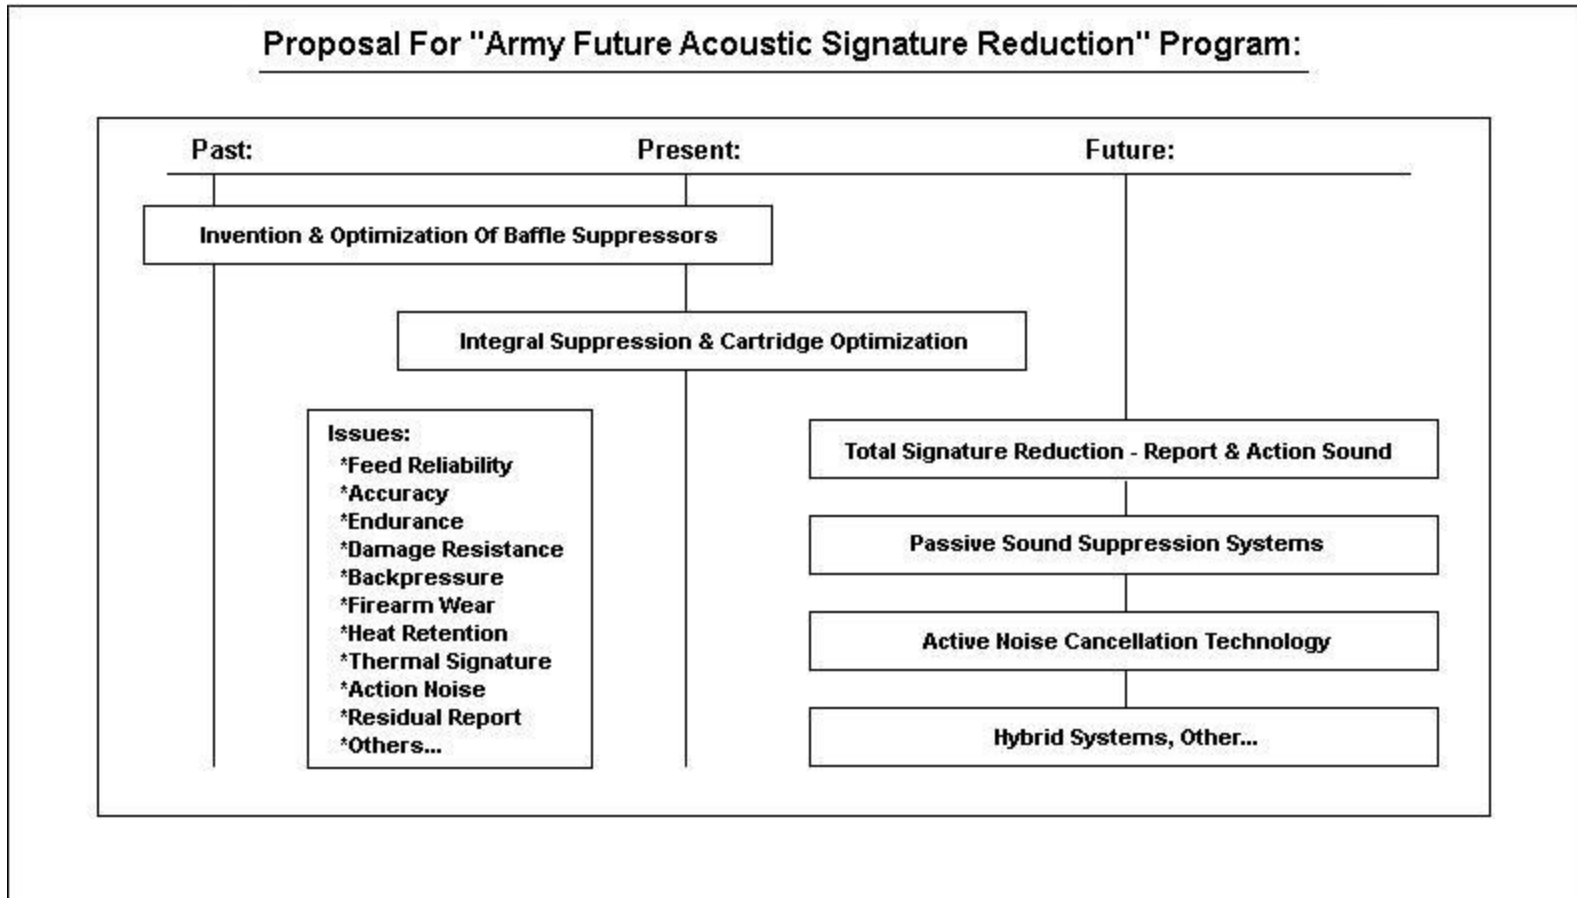 Proposal For "Army Future Acoustic Signature Reduction" Program:
Past:
Present:
Future:
Invention & Optimization Of Baffle Suppressors
Integral Suppression & Cartridge Optimization
Issues:
*Feed Reliability
*Accuracy
*Endurance
*Damage Resistance
*Backpressure
*Firearm Wear
*Heat Retention
*Thermal Signature
*Action Noise
*Residual Report
*Others...
Total Signature Reduction - Report & Action Sound
Passive Sound Suppression Systems
Active Noise Cancellation Technology
Hybrid Systems, Other...